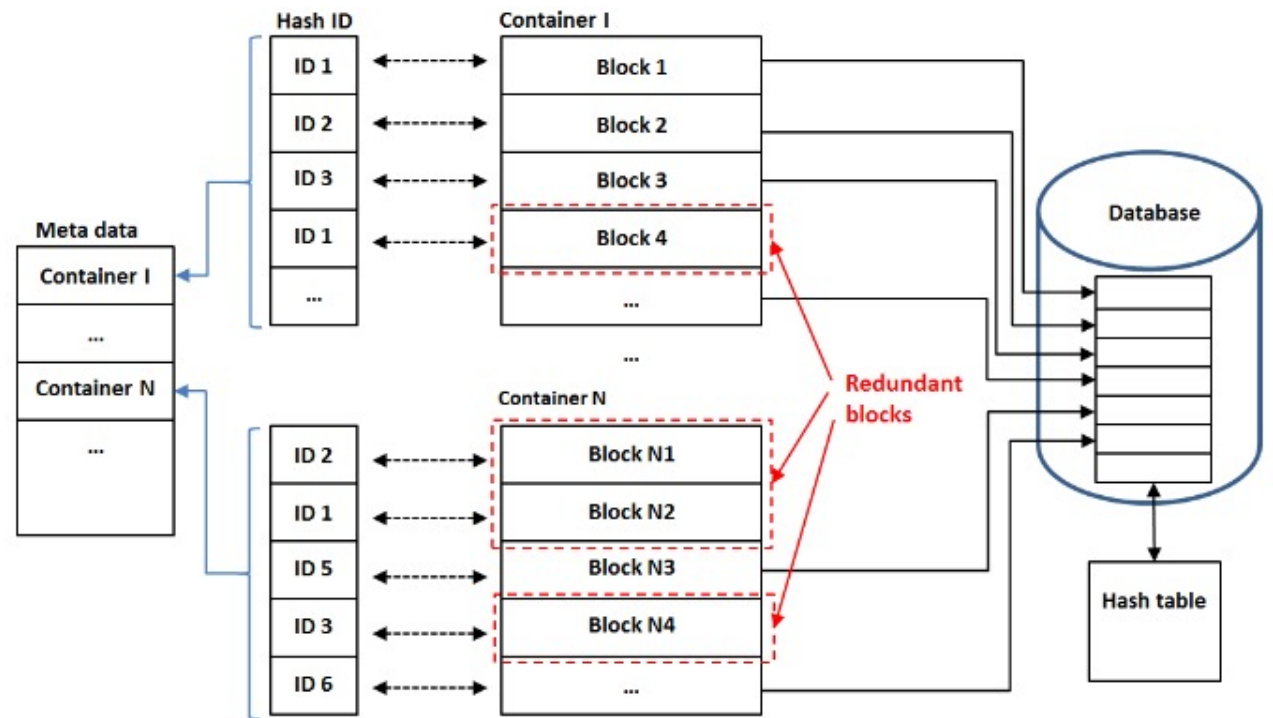 Hash ID
Container I
ID 1
Block 1
ID 2
Block 2
ID 3
Block 3
ID 1
Block 4
...
...
...
Meta data
Container I
...
Container N
...
Container N
ID 2
Block N1
ID 1
Block N2
ID 5
Block N3
ID 3
Block N4
ID 6
...
Redundant
blocks
Database
Hash table